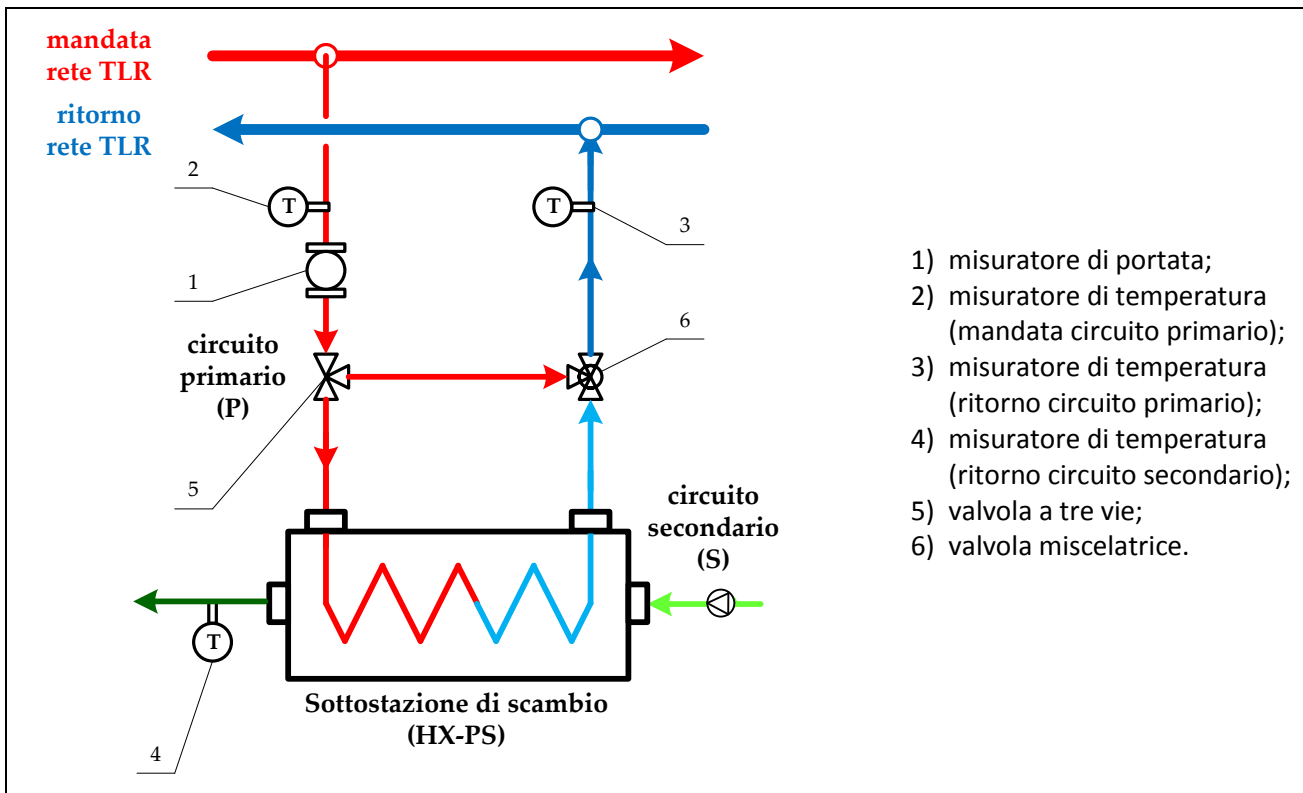 mandata
rete TLR
ritorno
rete TLR
2
T
T
3
1
6
circuito
primario
(P)
5
circuito
secondario
(S)
T
4
Sottostazione di scambio
(HX-PS)
1) misuratore di portata;
2) misuratore di temperatura
(mandata circuito primario);
3) misuratore di temperatura
(ritorno circuito primario);
4) misuratore di temperatura
(ritorno circuito secondario);
5) valvola a tre vie;
6) valvola miscelatrice.